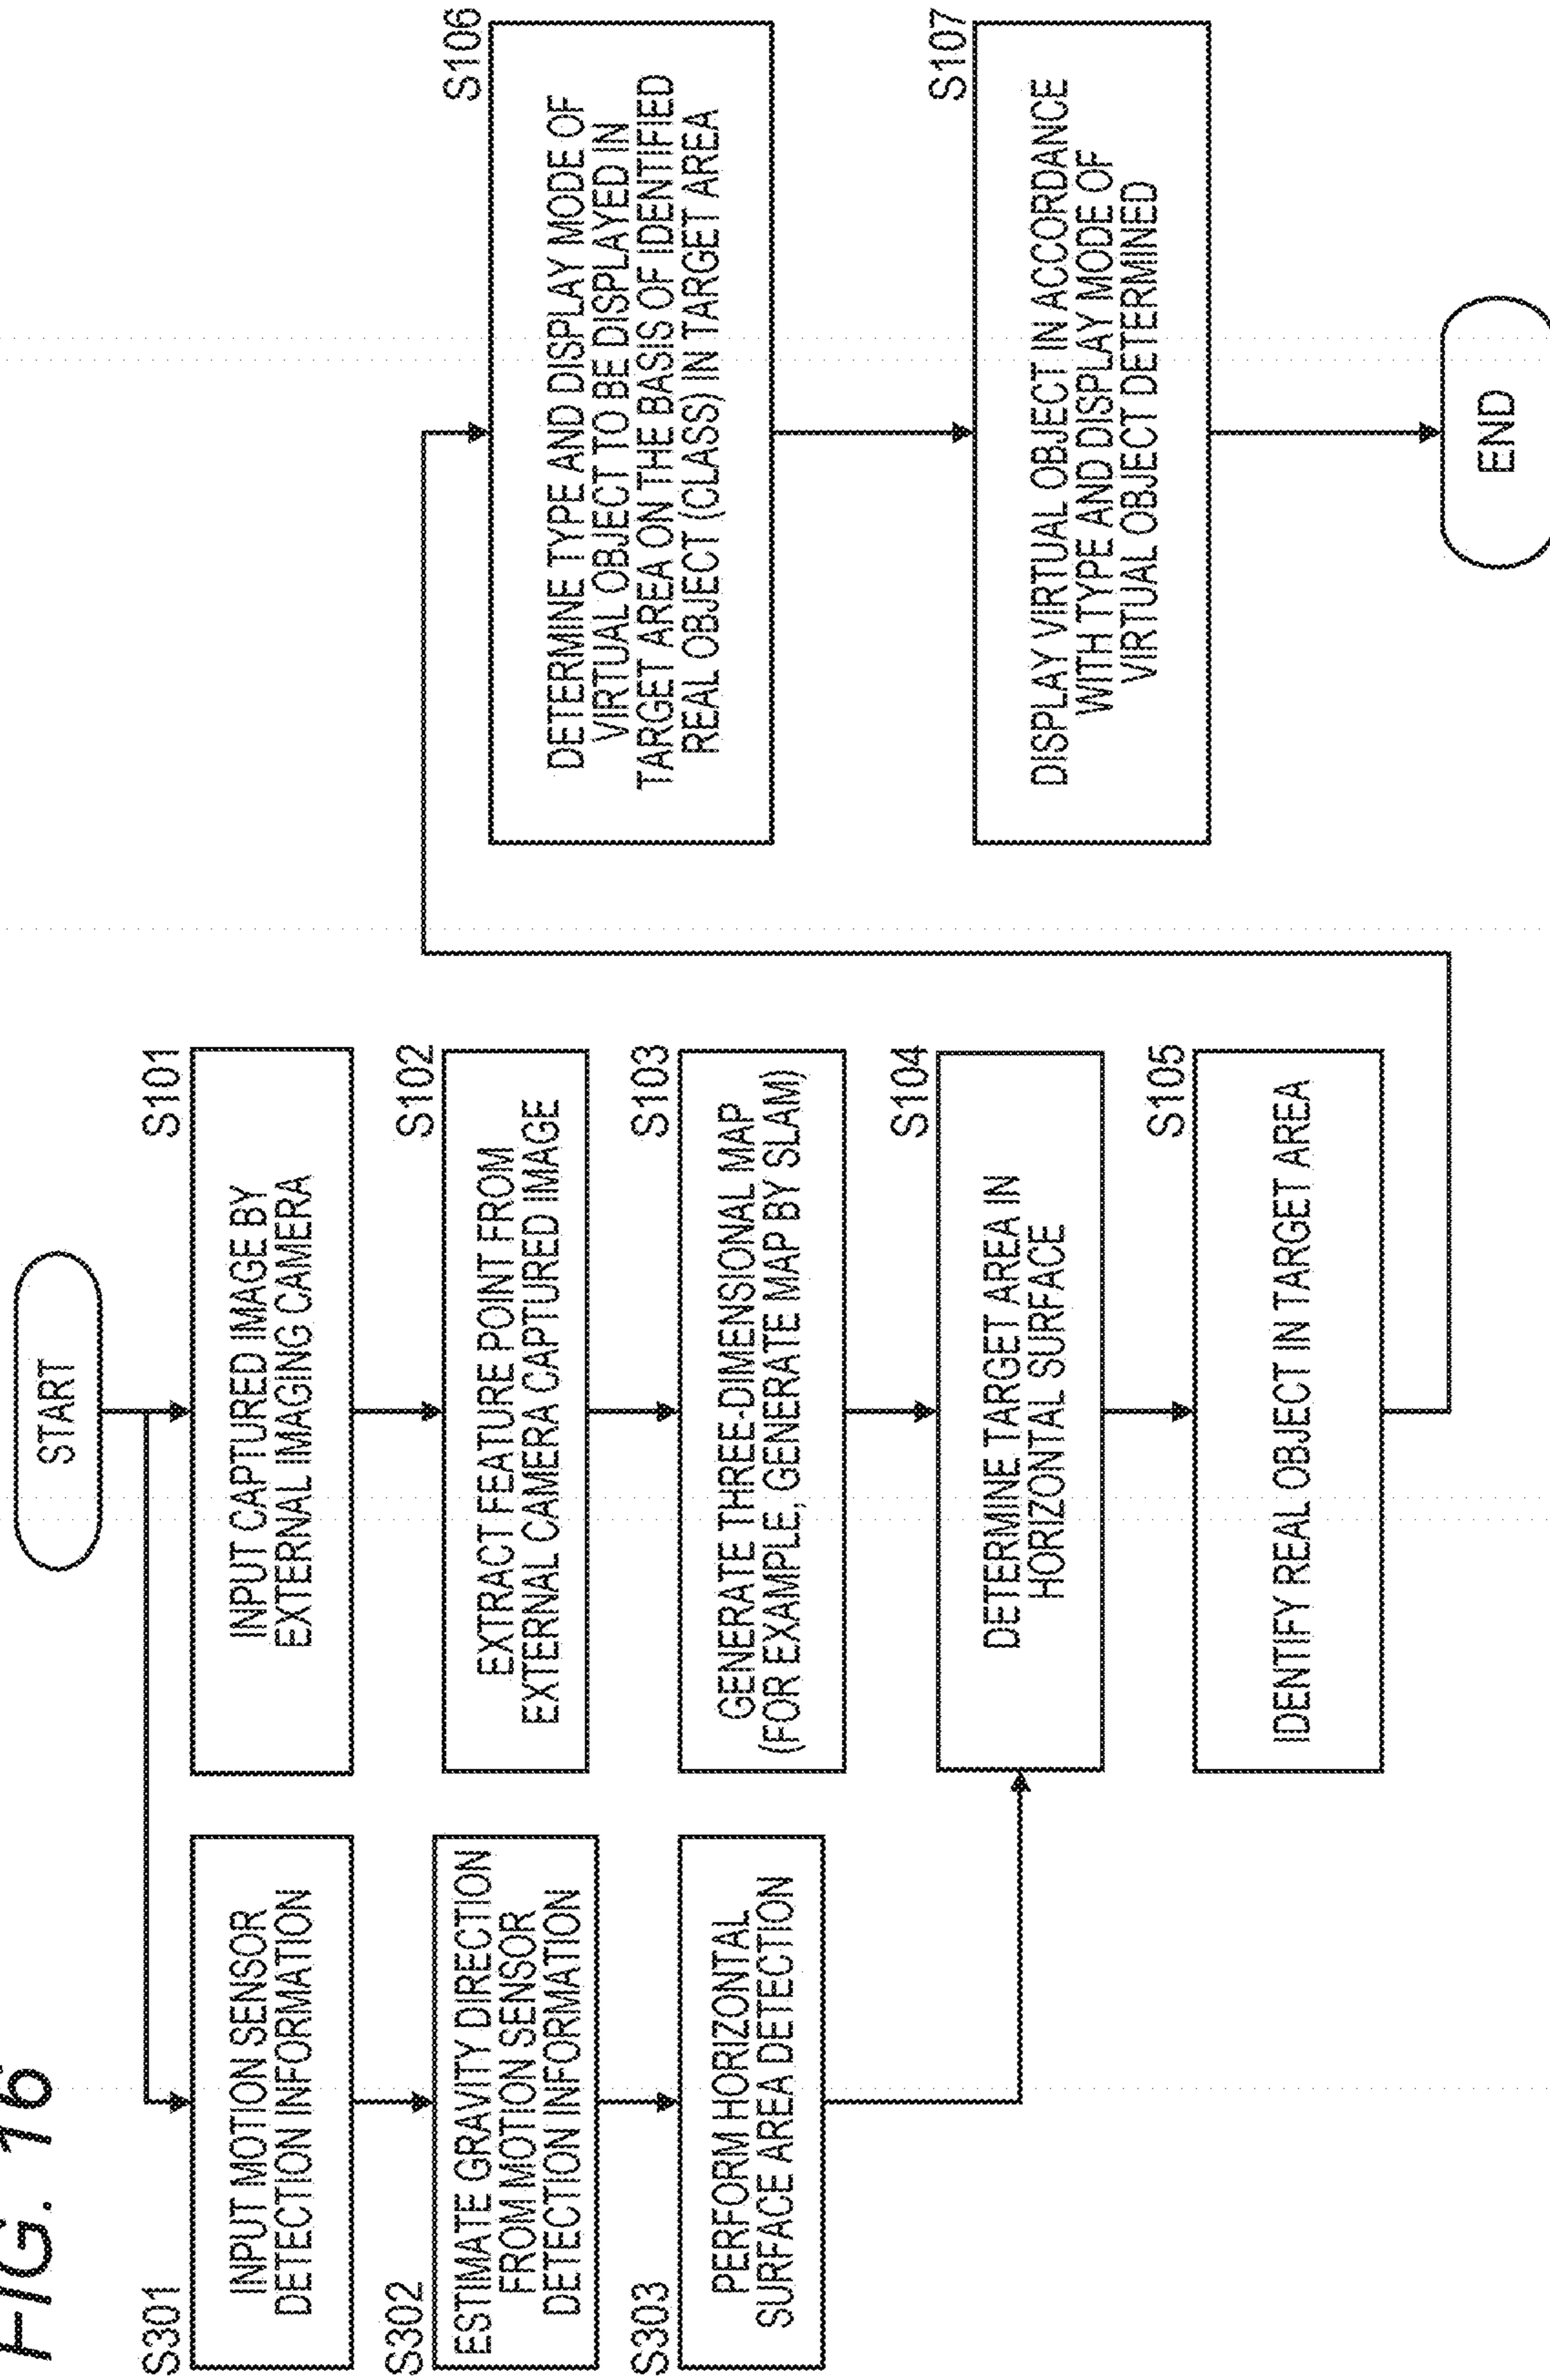 FIG. 16
START
S301
INPUT MOTION SENSOR
DETECTION INFORMATION
S302
ESTIMATE GRAVITY DIRECTION
FROM MOTION SENSOR
DETECTION INFORMATION
S303
PERFORM HORIZONTAL
SURFACE AREA DETECTION
S101
INPUT CAPTURED IMAGE BY
EXTERNAL IMAGING CAMERA
S102
EXTRACT FEATURE POINT FROM
EXTERNAL CAMERA CAPTURED IMAGE
S103
GENERATE THREE-DIMENSIONAL MAP
(FOR EXAMPLE, GENERATE MAP BY SLAM)
S104
DETERMINE TARGET AREA IN
HORIZONTAL SURFACE
S105
IDENTIFY REAL OBJECT IN TARGET AREA
S106
DETERMINE TYPE AND DISPLAY MODE OF
VIRTUAL OBJECT TO BE DISPLAYED IN
TARGET AREA ON THE BASIS OF IDENTIFIED
REAL OBJECT (CLASS) IN TARGET AREA
S107
DISPLAY VIRTUAL OBJECT IN ACCORDANCE
WITH TYPE AND DISPLAY MODE OF
VIRTUAL OBJECT DETERMINED
END